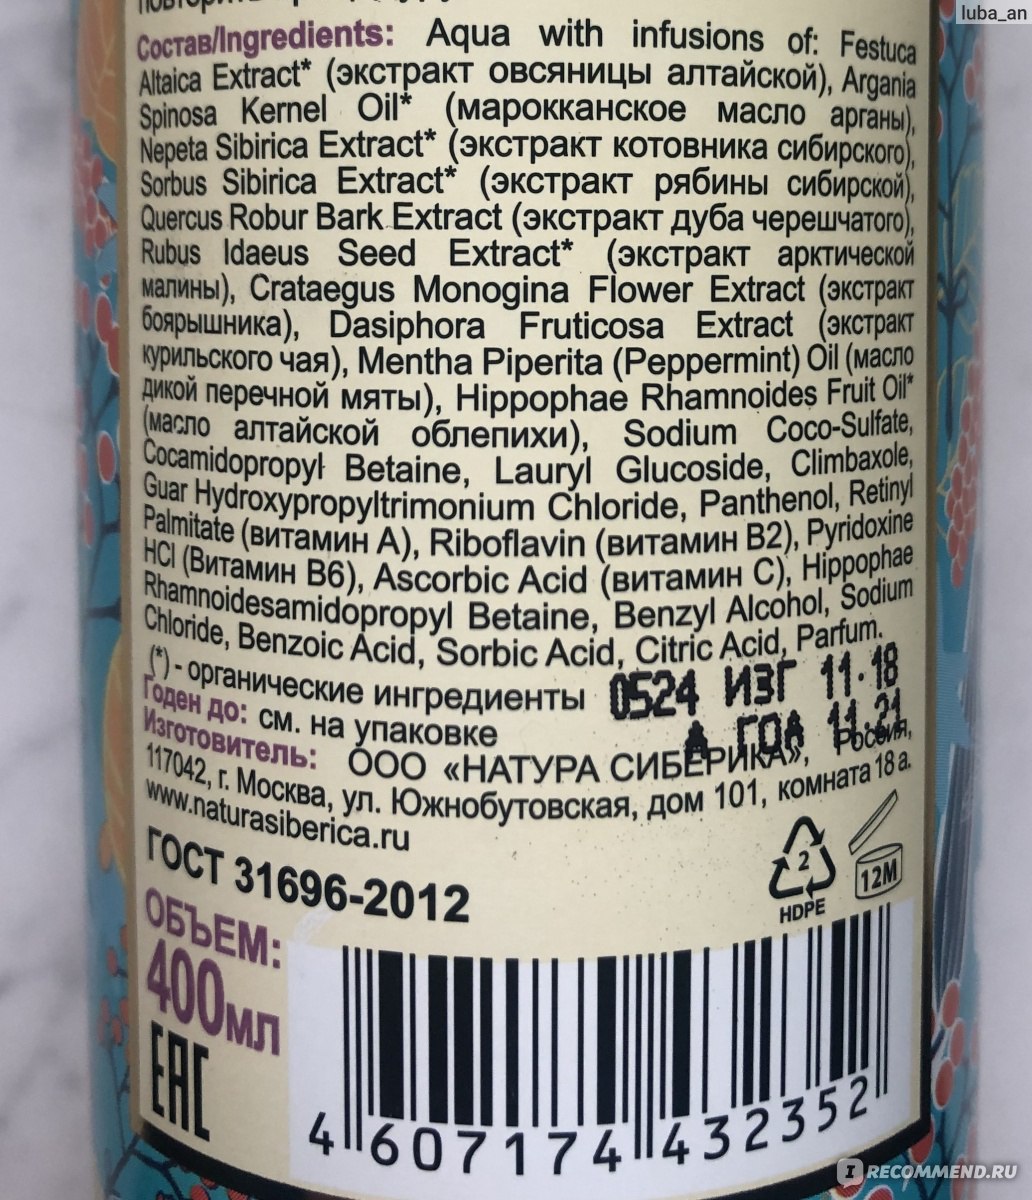 luba_an
Состав/Ingredients: Aqua with infusions of: Festuca
Altaica Extract* (экстракт овсяницы алтайской), Argania
Spinosa Kernel Oil* (марокканское масло арганы),
Nepeta Sibirica Extract* (экстракт котовника сибирского),
Sorbus Sibirica Extract* (экстракт рябины сибирской),
Quercus Robur Bark Extract (экстракт дуба черешчатого),
Rubus Idaeus Seed Extract* (экстракт арктической
малины), Crataegus Monogina Flower Extract (экстракт
боярышника), Dasiphora Fruticosa Extract (экстракт
курильского чая), Mentha Piperita (Peppermint) Oil (масло
дикой перечной мяты), Hippophae Rhamnoides Fruit Oil*
(масло алтайской облепихи), Sodium Coco-Sulfate,
Cocamidopropyl Betaine, Lauryl Glucoside, Climbaxole,
Guar Hydroxypropyltrimonium Chloride, Panthenol, Retinyl
Palmitate (витамин А), Riboflavin (витамин В2), Pyridoxine
HCl (Витамин В6), Ascorbic Acid (витамин С), Hippophae
Rhamnoidesamidopropyl Betaine, Benzyl Alcohol, Sodium
Chloride, Benzoic Acid, Sorbic Acid, Citric Acid, Parfum.
(*) - органические ингредиенты 0524 ИЗГ 11·18
Годен до: см. на упаковке А ГОД 11.21
Изготовитель: ООО «НАТУРА СИБЕРИКА», Россия,
117042, г. Москва, ул. Южнобутовская, дом 101, комната 18 а.
www.naturasiberica.ru
ГОСТ 31696-2012
2
HDPE
12M
ОБЪЕМ:
400мл
EAC
4 607174 432352
IRECOMMEND.RU